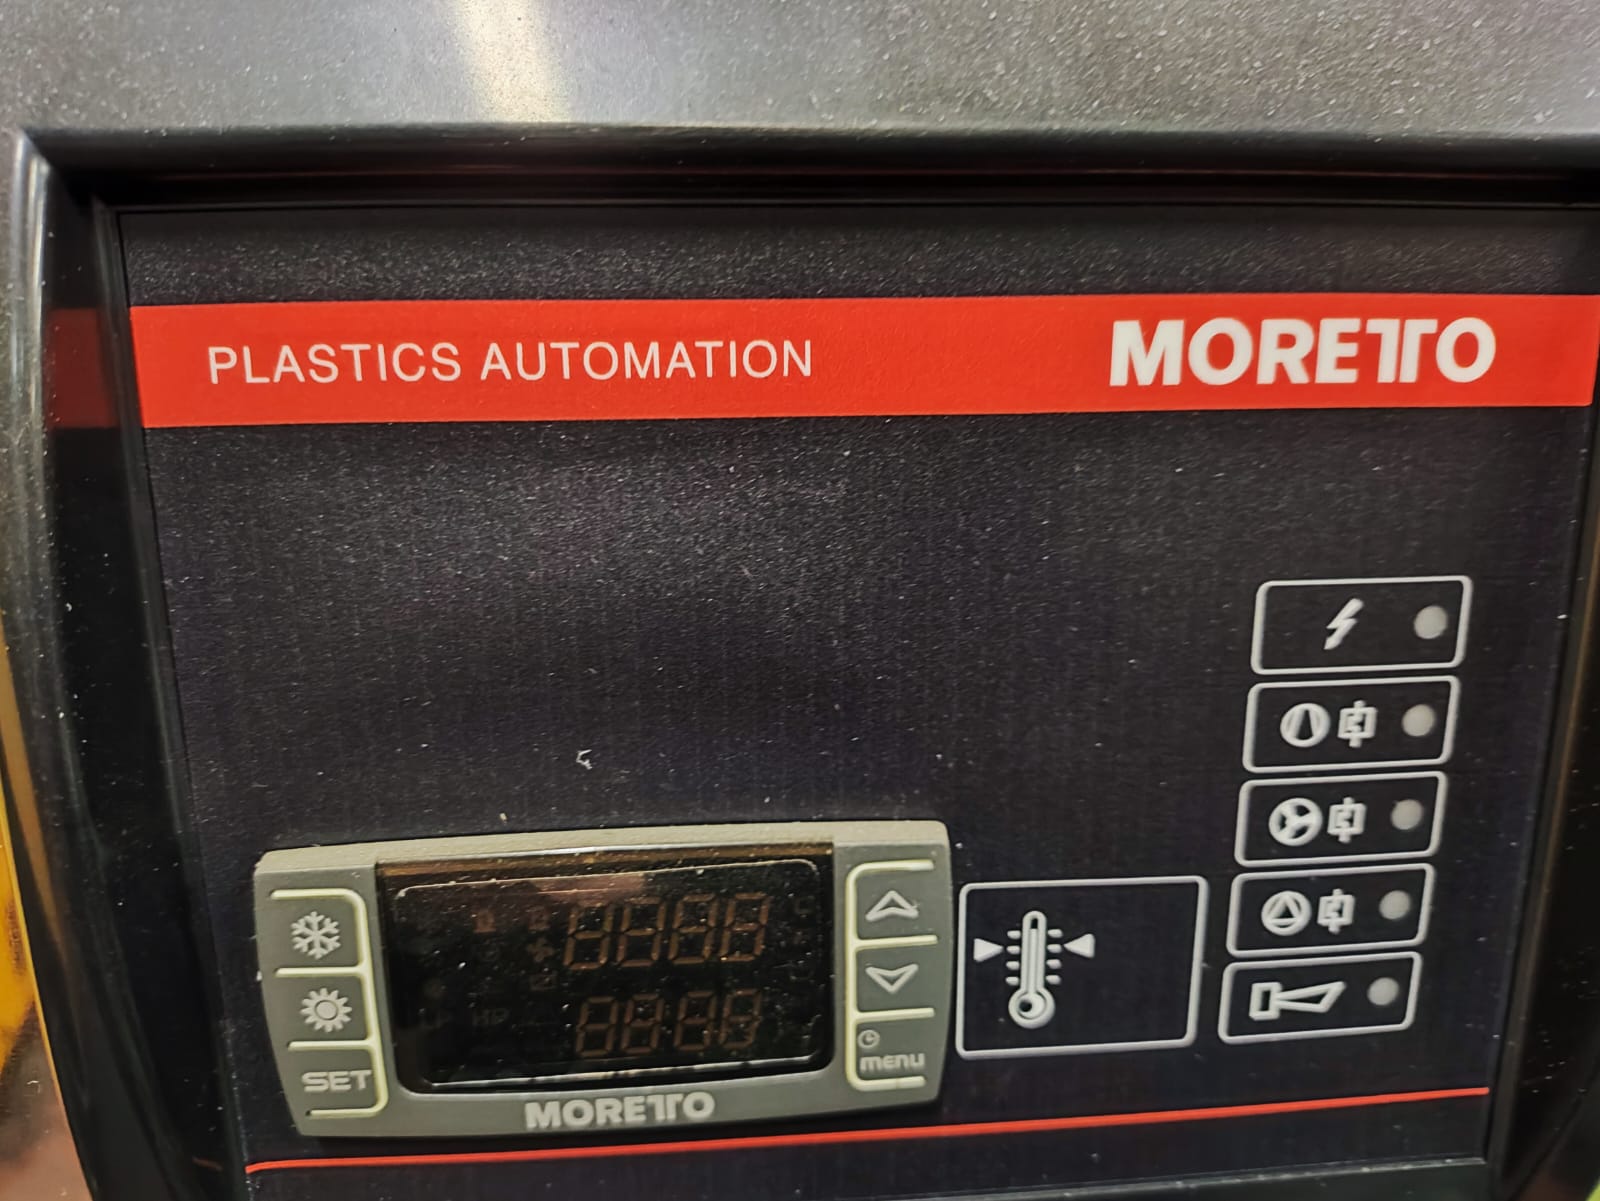 PLASTICS AUTOMATION MORETTO
SET
menu
MORETTO